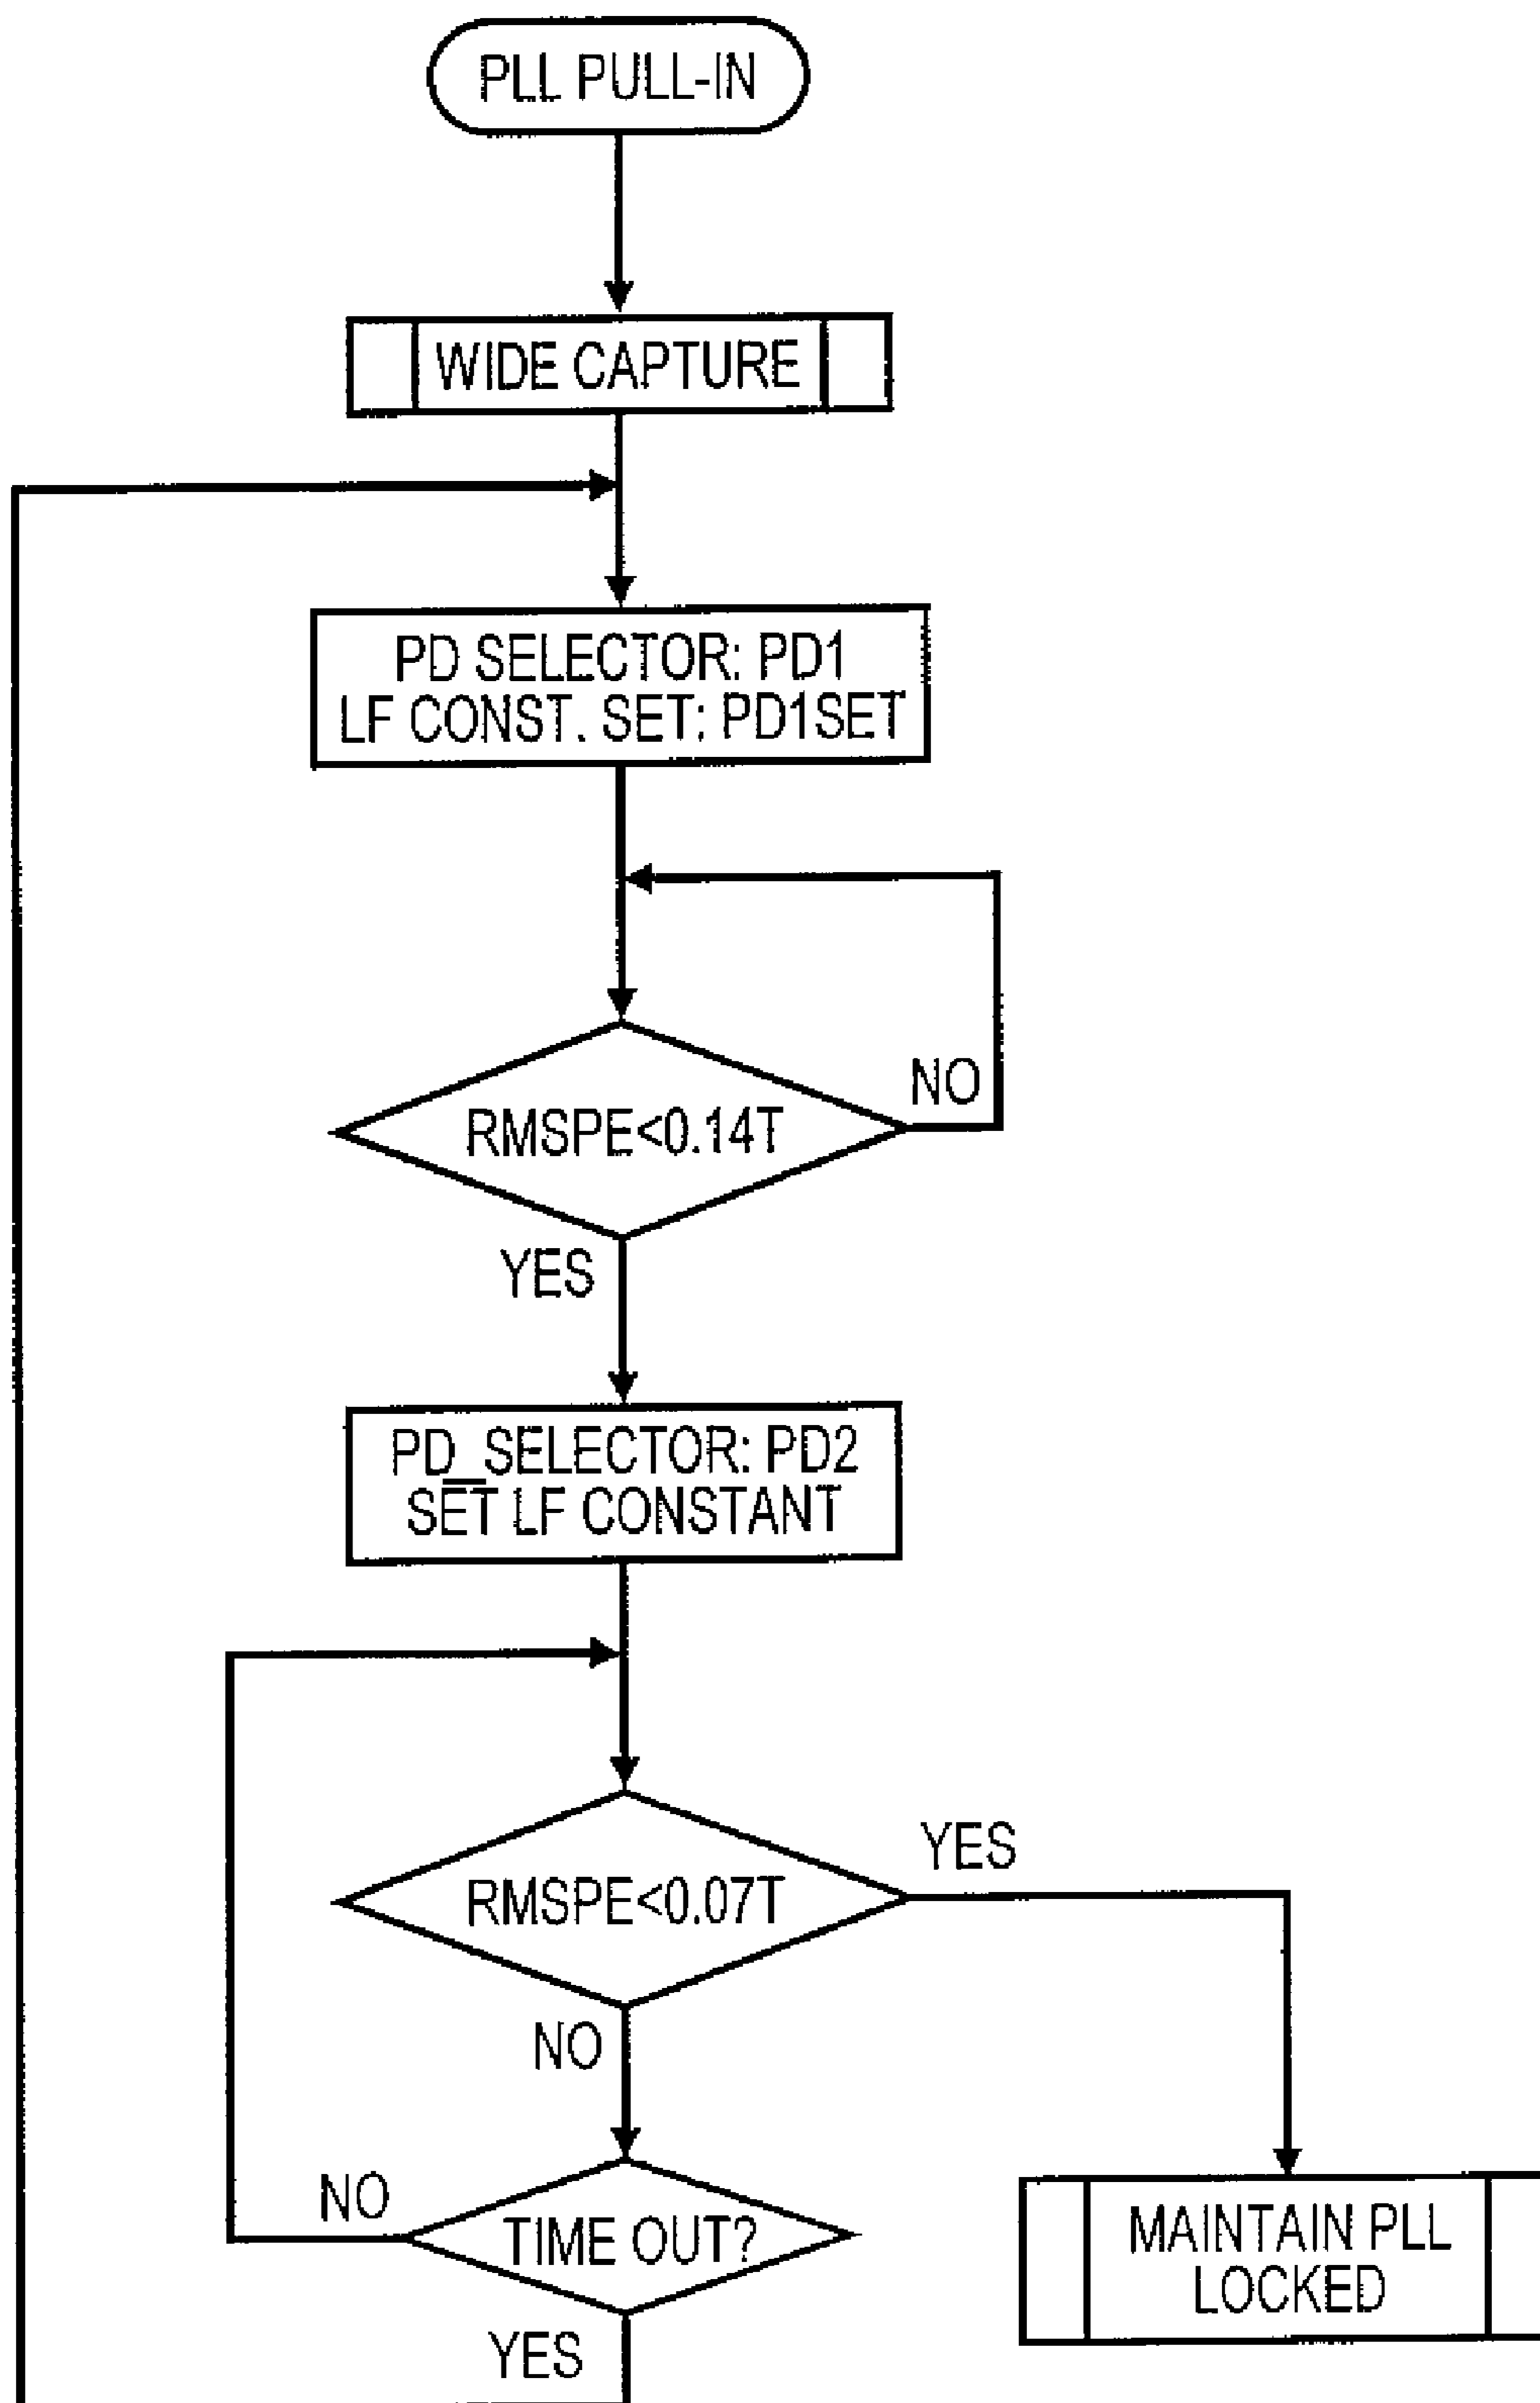 PLL PULL-IN
WIDE CAPTURE
PD SELECTOR: PD1
LF CONST. SET: PD1SET
NO
RMSPE<0.14T
YES
PD_SELECTOR: PD2
SET LF CONSTANT
YES
RMSPE<0.07T
NO
NO
TIME OUT?
MAINTAIN PLL
LOCKED
YES